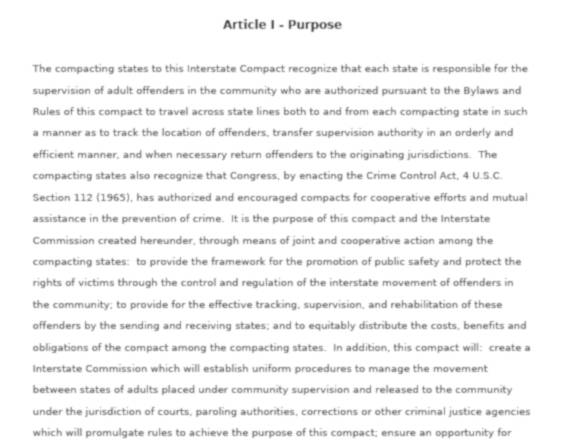 Article I - Purpose
The compacting states to this Interstate Compact recognize that each state is responsible for the
supervision of adult offenders in the community who are authorized pursuant to the Bylaws and
Rules of this compact to travel across state lines both to and from each compacting state in such
a manner as to track the location of offenders, transfer supervision authority in an orderly and
efficient manner, and when necessary return offenders to the originating jurisdictions.  The
compacting states also recognize that Congress, by enacting the Crime Control Act, 4 U.S.C.
Section 112 (1965), has authorized and encouraged compacts for cooperative efforts and mutual
assistance in the prevention of crime.  It is the purpose of this compact and the Interstate
Commission created hereunder, through means of joint and cooperative action among the
compacting states:  to provide the framework for the promotion of public safety and protect the
rights of victims through the control and regulation of the interstate movement of offenders in
the community; to provide for the effective tracking, supervision, and rehabilitation of these
offenders by the sending and receiving states; and to equitably distribute the costs, benefits and
obligations of the compact among the compacting states.  In addition, this compact will:  create a
Interstate Commission which will establish uniform procedures to manage the movement
between states of adults placed under community supervision and released to the community
under the jurisdiction of courts, paroling authorities, corrections or other criminal justice agencies
which will promulgate rules to achieve the purpose of this compact; ensure an opportunity for